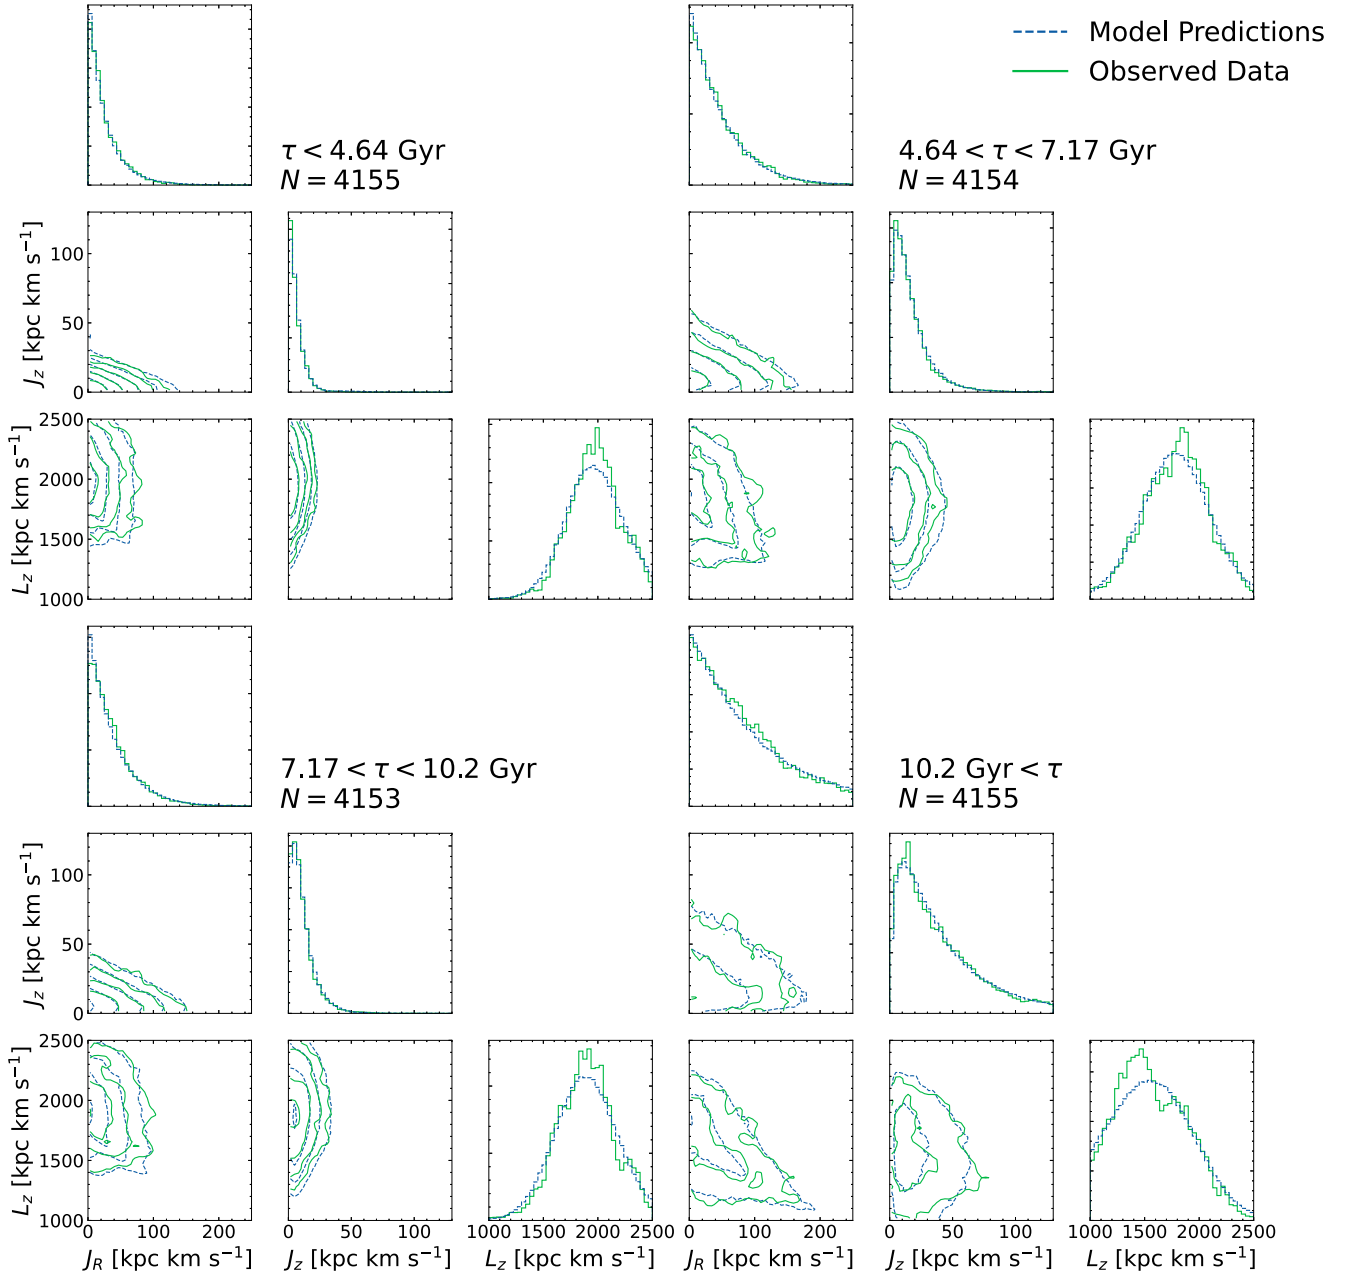 Model Predictions
Observed Data
τ < 4.64 Gyr
N = 4155
4.64 < τ < 7.17 Gyr
N = 4154
J_z [kpc km s⁻¹]
100
50
0
L_z [kpc km s⁻¹]
2500
2000
1500
1000
7.17 < τ < 10.2 Gyr
N = 4153
10.2 Gyr < τ
N = 4155
J_z [kpc km s⁻¹]
100
50
0
L_z [kpc km s⁻¹]
2500
2000
1500
1000
0 100 200 0 50 100 1000 1500 2000 2500 0 100 200 0 50 100 1000 1500 2000 2500
J_R [kpc km s⁻¹] J_z [kpc km s⁻¹] L_z [kpc km s⁻¹] J_R [kpc km s⁻¹] J_z [kpc km s⁻¹] L_z [kpc km s⁻¹]